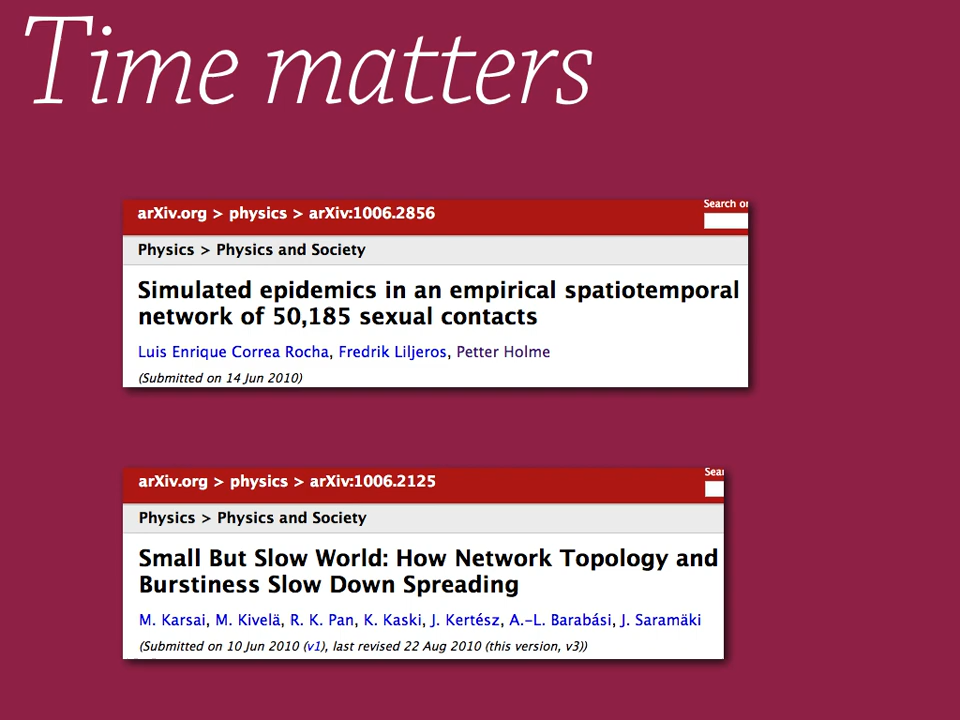 Time matters
arXiv.org > physics > arXiv:1006.2856
Search or
Physics > Physics and Society
Simulated epidemics in an empirical spatiotemporal
network of 50,185 sexual contacts
Luis Enrique Correa Rocha, Fredrik Liljeros, Petter Holme
(Submitted on 14 Jun 2010)
arXiv.org > physics > arXiv:1006.2125
Sea
Physics > Physics and Society
Small But Slow World: How Network Topology and
Burstiness Slow Down Spreading
M. Karsai, M. Kivelä, R. K. Pan, K. Kaski, J. Kertész, A.-L. Barabási, J. Saramäki
(Submitted on 10 Jun 2010 (v1), last revised 22 Aug 2010 (this version, v3))